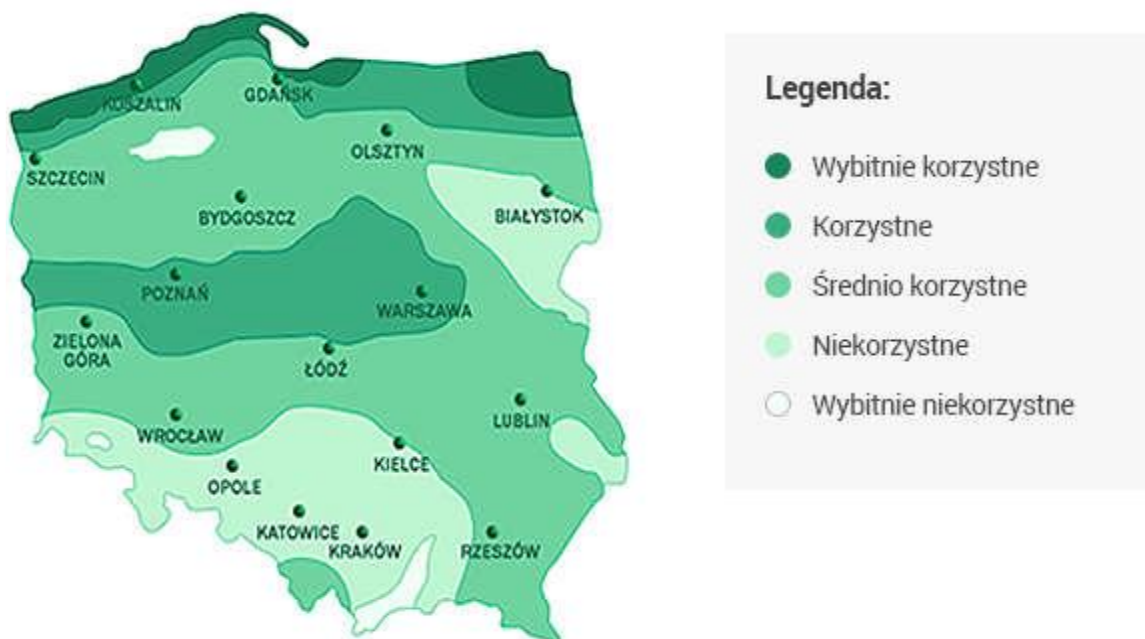 KOSZALIN
GDAŃSK
OLSZTYN
SZCZECIN
BYDGOSZCZ
BIAŁYSTOK
POZNAŃ
WARSZAWA
ZIELONA
GÓRA
ŁÓDŹ
LUBLIN
WROCŁAW
KIELCE
OPOLE
KATOWICE
KRAKÓW
RZESZÓW
Legenda:
Wybitnie korzystne
Korzystne
Średnio korzystne
Niekorzystne
Wybitnie niekorzystne